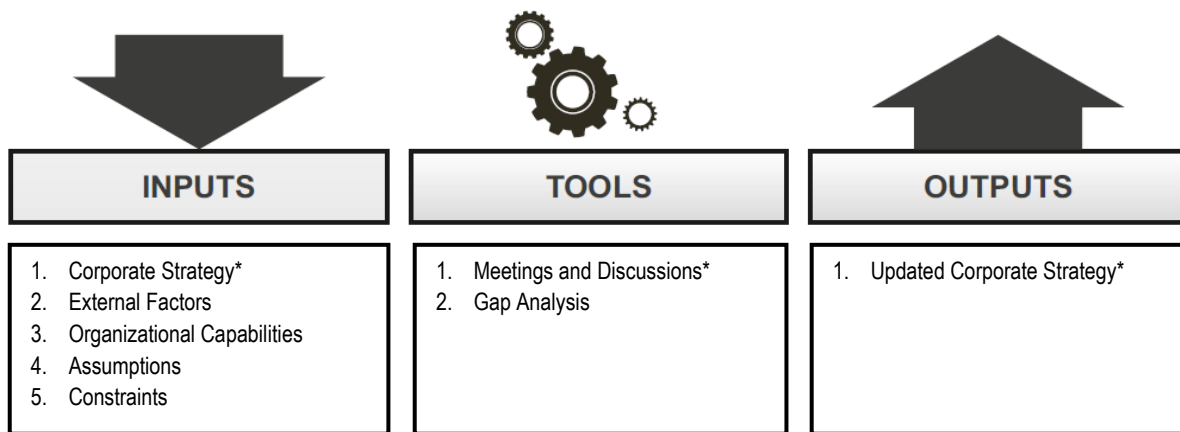 INPUTS
1. Corporate Strategy*
2. External Factors
3. Organizational Capabilities
4. Assumptions
5. Constraints
TOOLS
1. Meetings and Discussions*
2. Gap Analysis
OUTPUTS
1. Updated Corporate Strategy*